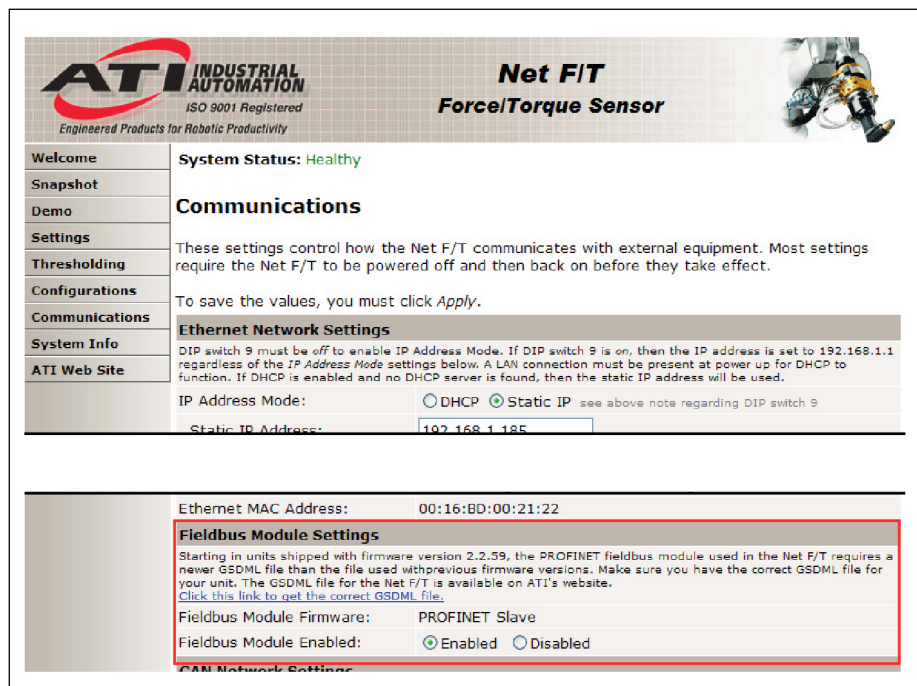 ATI INDUSTRIAL
AUTOMATION
ISO 9001 Registered
Engineered Products for Robotic Productivity
Net F/T
Force/Torque Sensor
Welcome
Snapshot
Demo
Settings
Thresholding
Configurations
Communications
System Info
ATI Web Site
System Status: Healthy
Communications
These settings control how the Net F/T communicates with external equipment. Most settings
require the Net F/T to be powered off and then back on before they take effect.
To save the values, you must click Apply.
Ethernet Network Settings
DIP switch 9 must be off to enable IP Address Mode. If DIP switch 9 is on, then the IP address is set to 192.168.1.1
regardless of the IP Address Mode settings below. A LAN connection must be present at power up for DHCP to
function. If DHCP is enabled and no DHCP server is found, then the static IP address will be used.
IP Address Mode: DHCP Static IP see above note regarding DIP switch 9
Static IP Address: 192.168.1.185
Ethernet MAC Address: 00:16:BD:00:21:22
Fieldbus Module Settings
Starting in units shipped with firmware version 2.2.59, the PROFINET fieldbus module used in the Net F/T requires a
newer GSDML file than the file used withprevious firmware versions. Make sure you have the correct GSDML file for
your unit. The GSDML file for the Net F/T is available on ATI's website.
Click this link to get the correct GSDML file.
Fieldbus Module Firmware: PROFINET Slave
Fieldbus Module Enabled: Enabled Disabled
CAN Network Settings